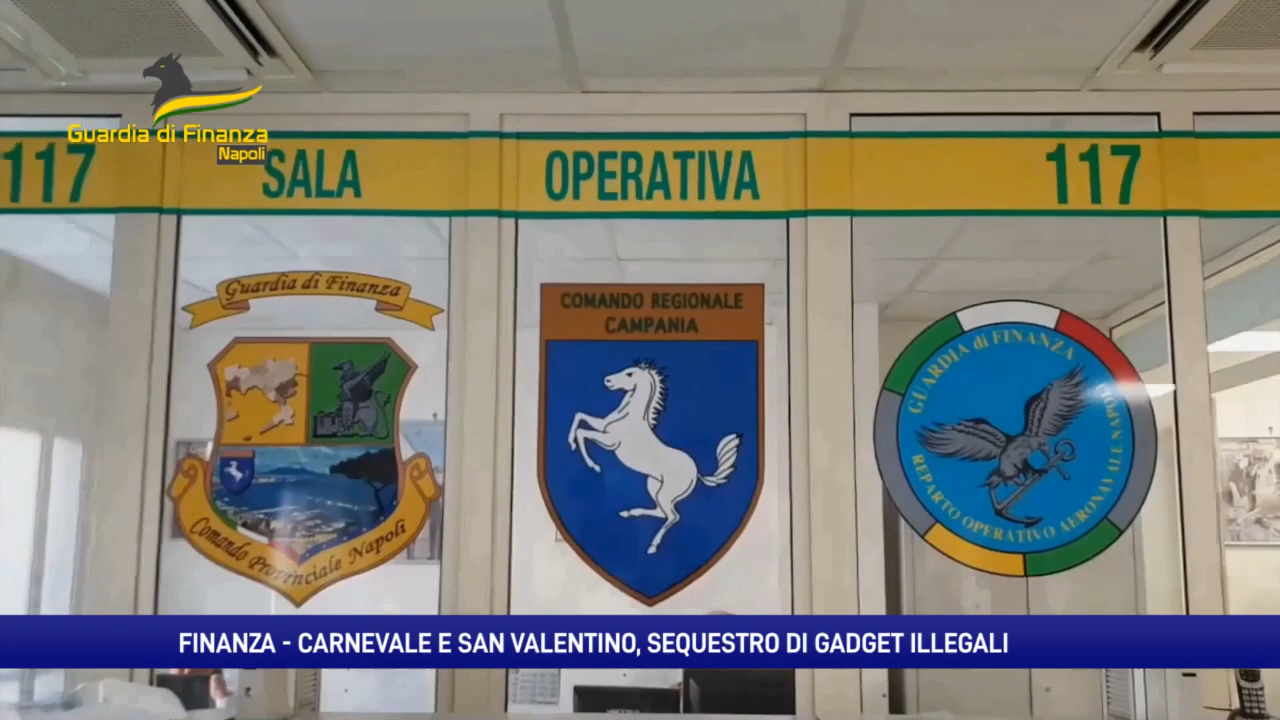 Guardia di Finanza
Napoli
117 SALA OPERATIVA 117
Guardia di Finanza
Comando Provinciale Napoli
COMANDO REGIONALE
CAMPANIA
GUARDIA di FINANZA
REPARTO OPERATIVO AERONAVALE NAPOLI
FINANZA - CARNEVALE E SAN VALENTINO, SEQUESTRO DI GADGET ILLEGALI